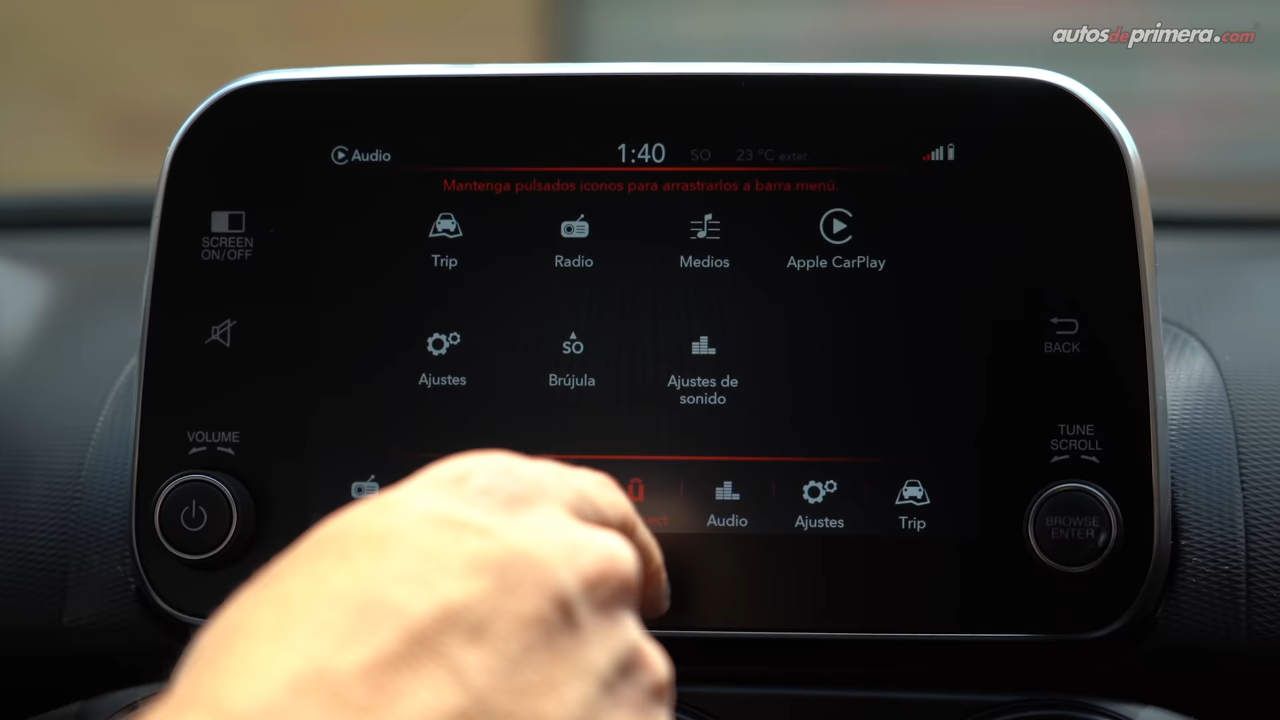 autosdeprimera.com
Audio
1:40 SO 23 °C exter.
Mantenga pulsados iconos para arrastrarlos a barra menú.
SCREEN
ON/OFF
Trip Radio Medios Apple CarPlay
SO
Ajustes Brújula Ajustes de
sonido
BACK
VOLUME
TUNE
SCROLL
BROWSE
ENTER
Audio Ajustes Trip